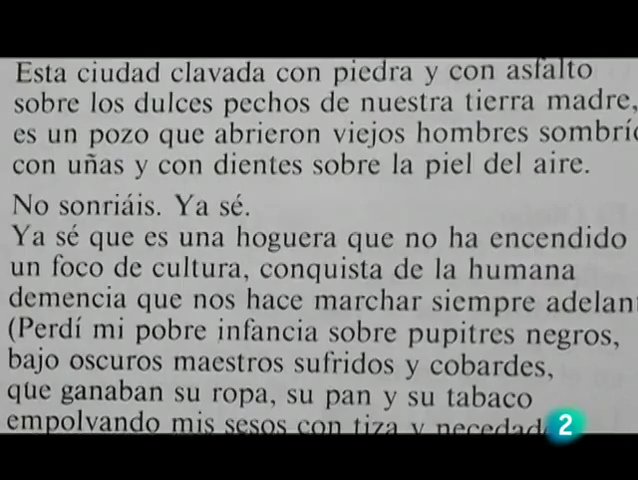 Esta ciudad clavada con piedra y con asfalto
sobre los dulces pechos de nuestra tierra madre,
es un pozo que abrieron viejos hombres sombrío
con uñas y con dientes sobre la piel del aire.
No sonriáis. Ya sé.
Ya sé que es una hoguera que no ha encendido
un foco de cultura, conquista de la humana
demencia que nos hace marchar siempre adelant
(Perdí mi pobre infancia sobre pupitres negros,
bajo oscuros maestros sufridos y cobardes,
que ganaban su ropa, su pan y su tabaco
empolvando mis sesos con tiza y necedad
2